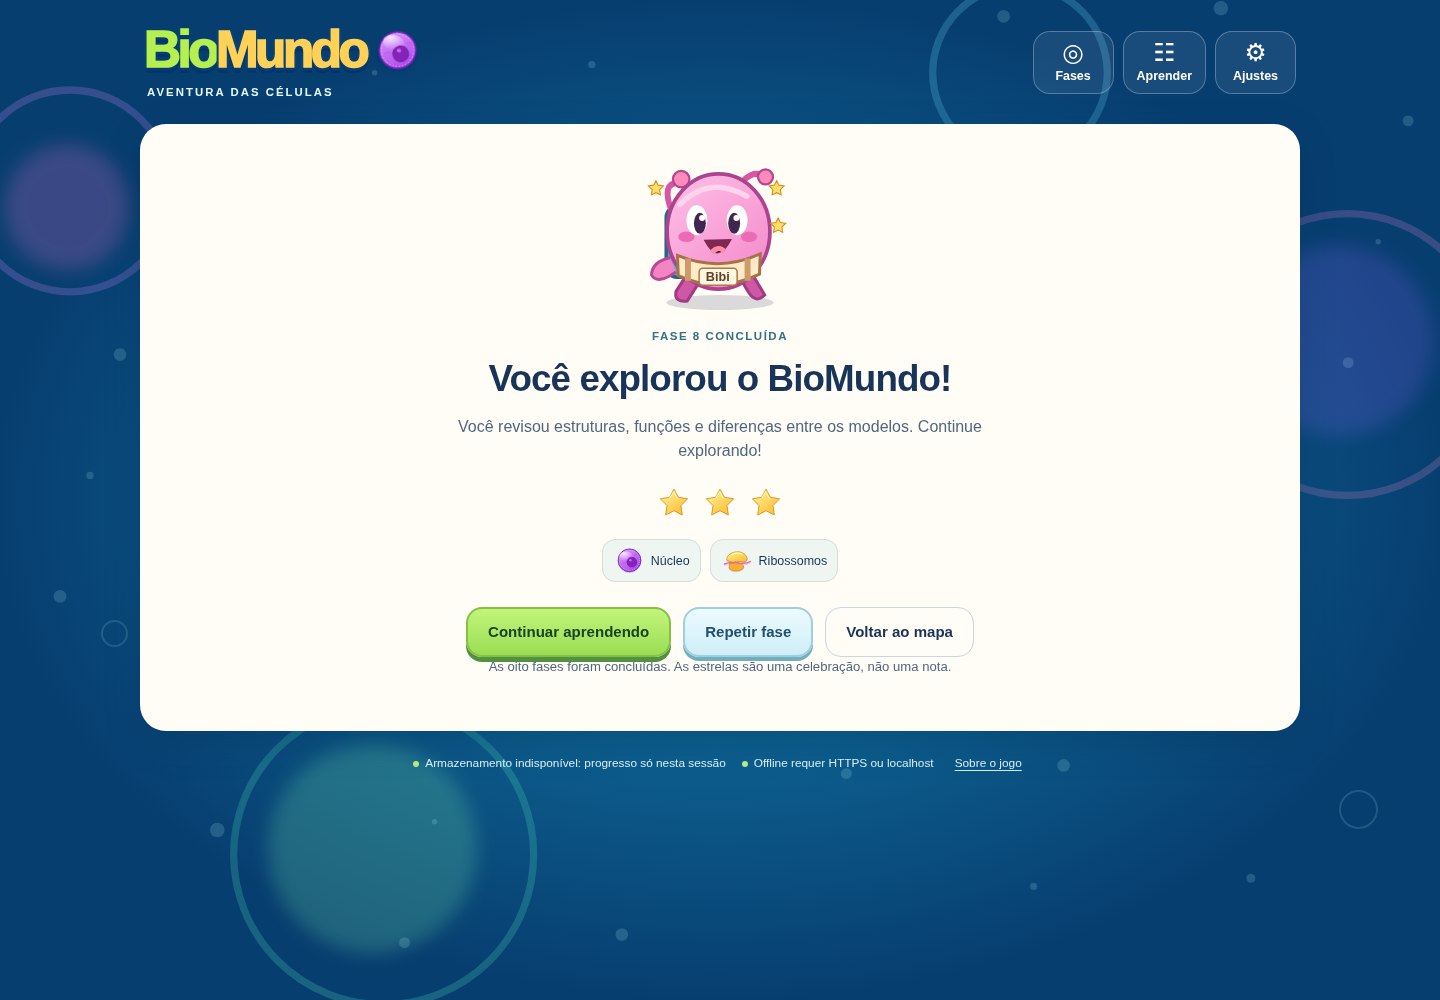 BioMundo
AVENTURA DAS CÉLULAS
Fases
Aprender
Ajustes
Bibi
FASE 8 CONCLUÍDA
Você explorou o BioMundo!
Você revisou estruturas, funções e diferenças entre os modelos. Continue
explorando!
Núcleo
Ribossomos
Continuar aprendendo
Repetir fase
Voltar ao mapa
As oito fases foram concluídas. As estrelas são uma celebração, não uma nota.
Armazenamento indisponível: progresso só nesta sessão
Offline requer HTTPS ou localhost
Sobre o jogo